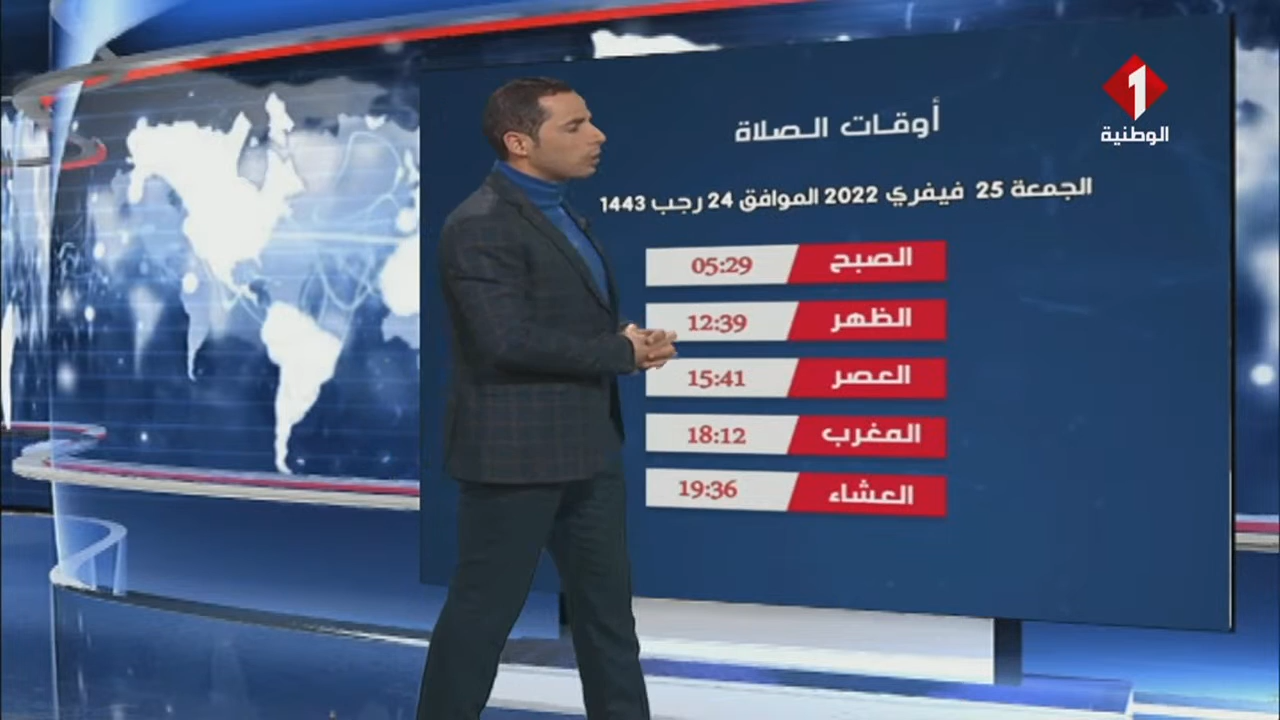 1
الوطنية
أوقات الصلاة
الجمعة 25 فيفري 2022 الموافق 24 رجب 1443
الصبح 05:29
الظهر 12:39
العصر 15:41
المغرب 18:12
العشاء 19:36